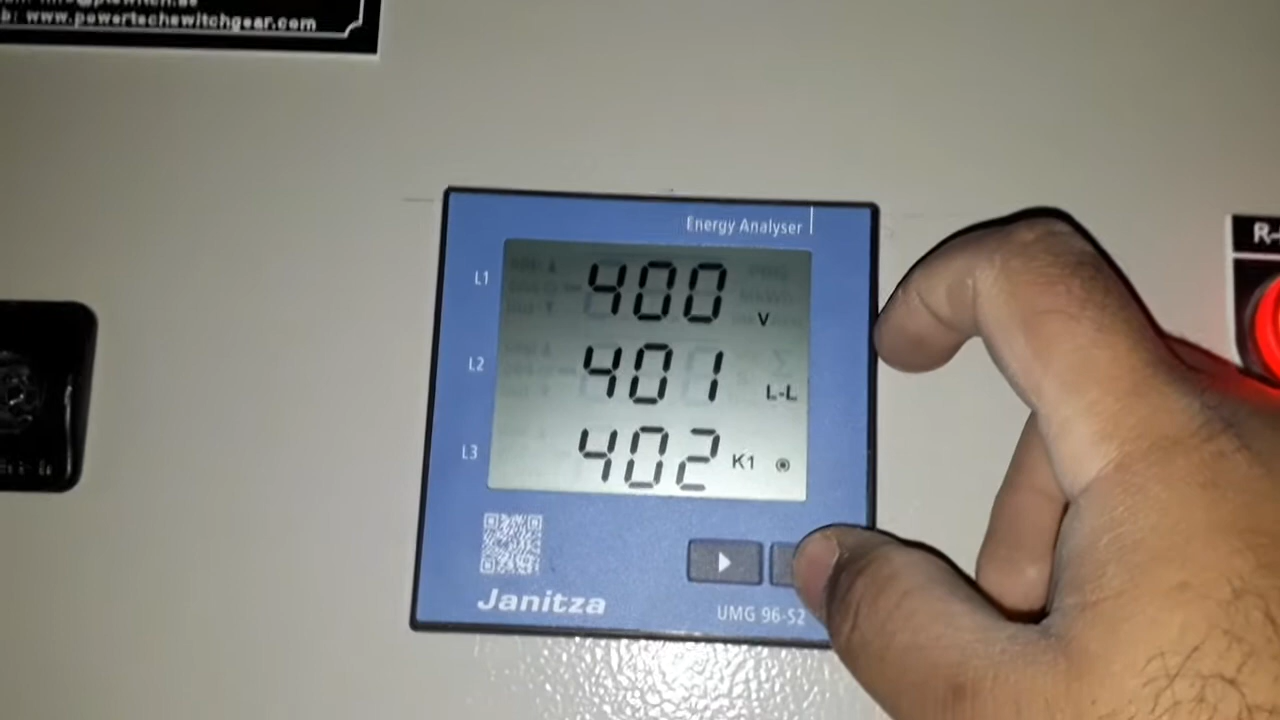 www.powertechswitchgear.com
Energy Analyser
L1 400 V
L2 401 L-L
L3 402 K1
Janitza
UMG 96-S2
R-